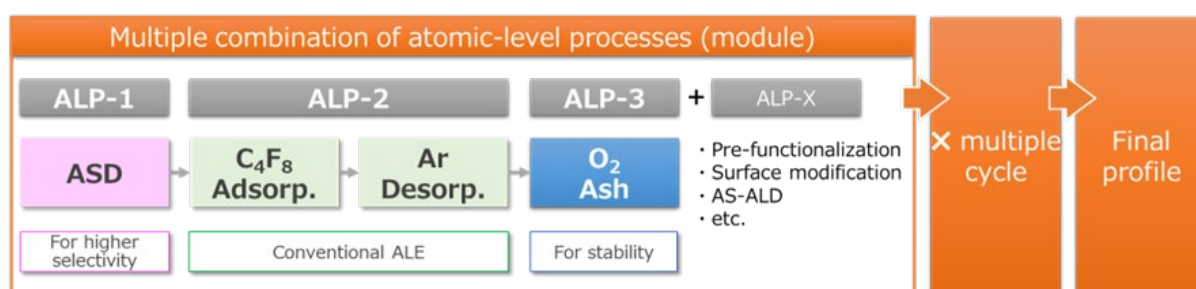 Multiple combination of atomic-level processes (module)
ALP-1
ALP-2
ALP-3
+
ALP-X
ASD
C₄F₈
Adsorp.
Ar
Desorp.
O₂
Ash
・Pre-functionalization
・Surface modification
・AS-ALD
・etc.
For higher
selectivity
Conventional ALE
For stability
× multiple
cycle
Final
profile